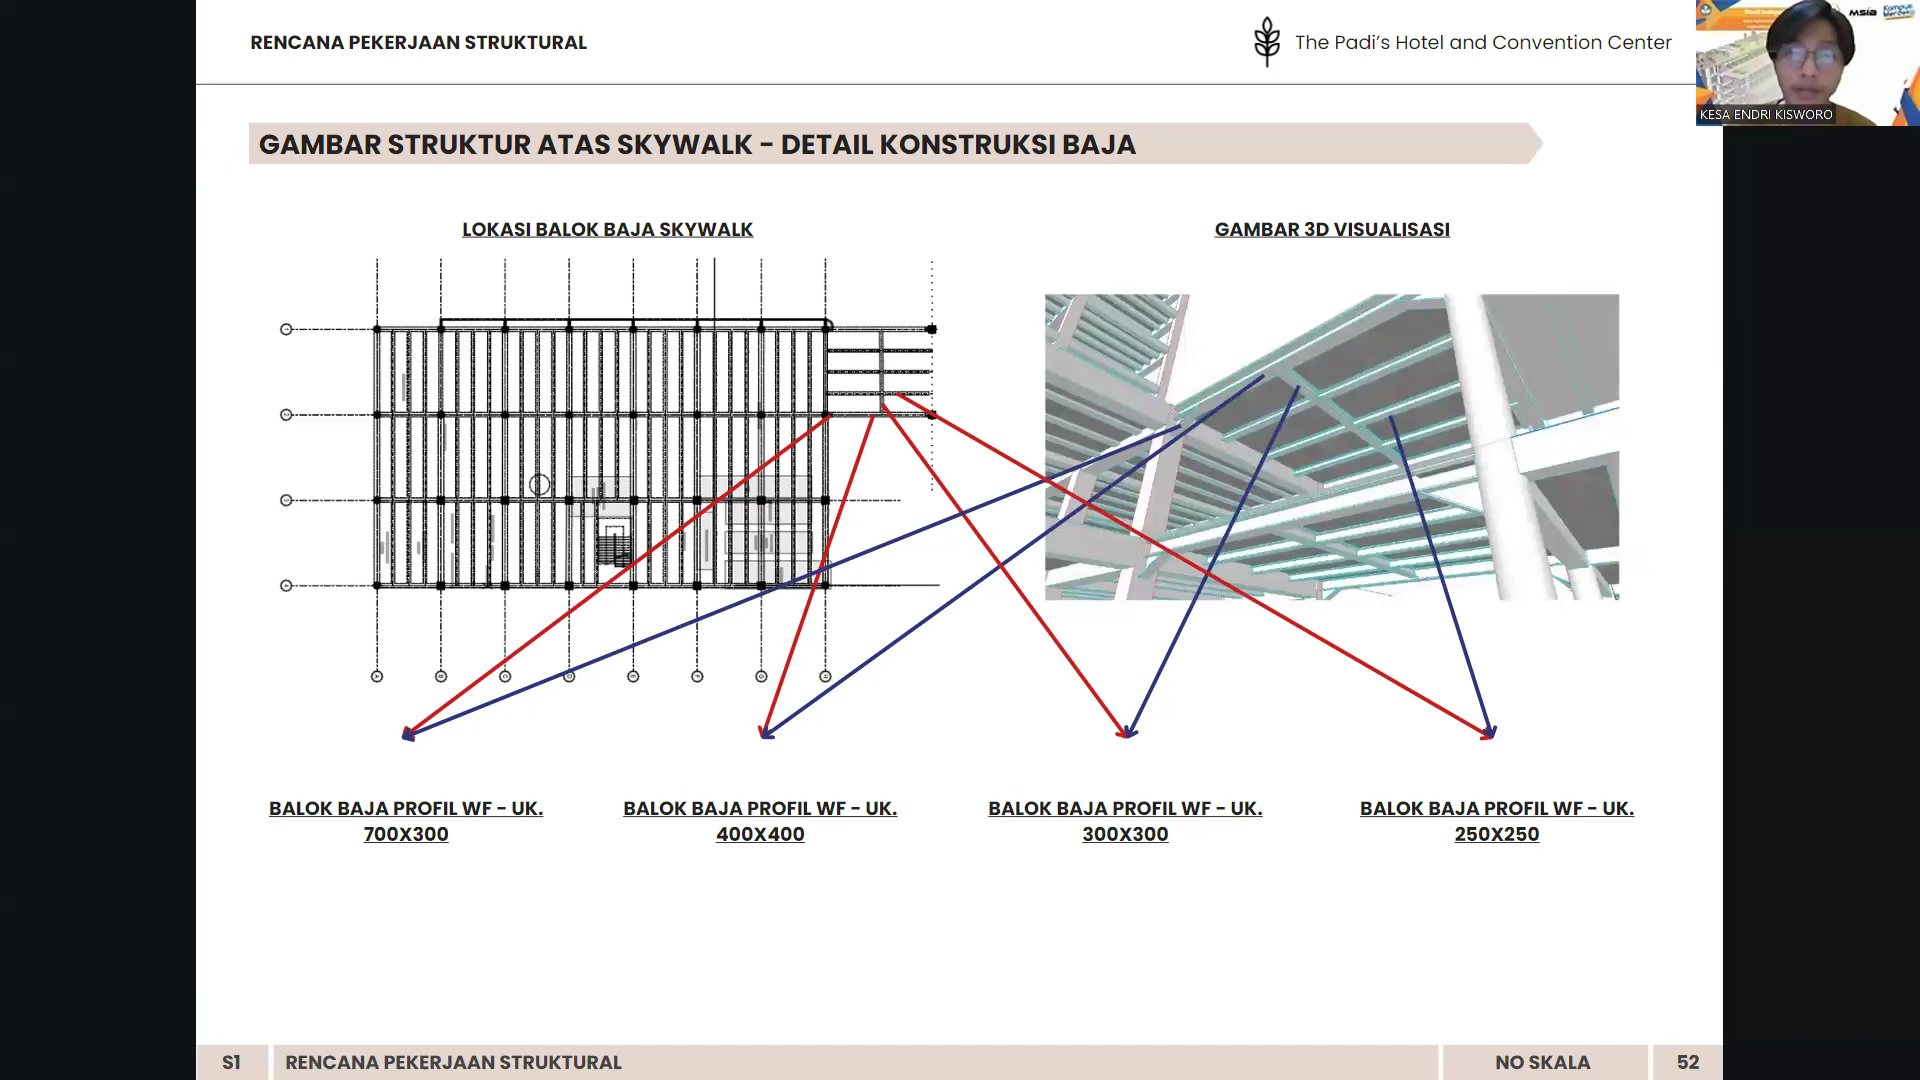 RENCANA PEKERJAAN STRUKTURAL
The Padi's Hotel and Convention Center
MSIB
Kampus
Merdeka
KESA ENDRI KISWORO
GAMBAR STRUKTUR ATAS SKYWALK - DETAIL KONSTRUKSI BAJA
LOKASI BALOK BAJA SKYWALK
GAMBAR 3D VISUALISASI
BALOK BAJA PROFIL WF - UK.
700X300
BALOK BAJA PROFIL WF - UK.
400X400
BALOK BAJA PROFIL WF - UK.
300X300
BALOK BAJA PROFIL WF - UK.
250X250
S1
RENCANA PEKERJAAN STRUKTURAL
NO SKALA
52